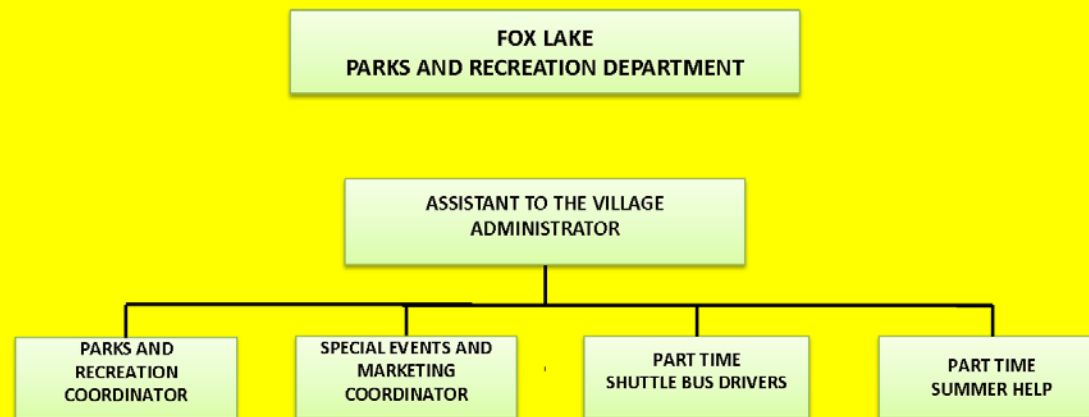 FOX LAKE
PARKS AND RECREATION DEPARTMENT
ASSISTANT TO THE VILLAGE
ADMINISTRATOR
PARKS AND
RECREATION
COORDINATOR
SPECIAL EVENTS AND
MARKETING
COORDINATOR
PART TIME
SHUTTLE BUS DRIVERS
PART TIME
SUMMER HELP